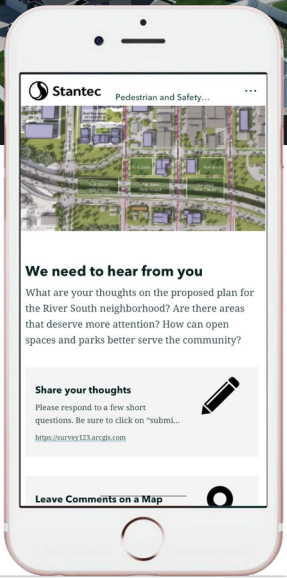 Stantec
Pedestrian and Safety...
...
We need to hear from you
What are your thoughts on the proposed plan for
the River South neighborhood? Are there areas
that deserve more attention? How can open
spaces and parks better serve the community?
Share your thoughts
Please respond to a few short
questions. Be sure to click on “submi...
https://survey123.arcgis.com
Leave Comments on a Map